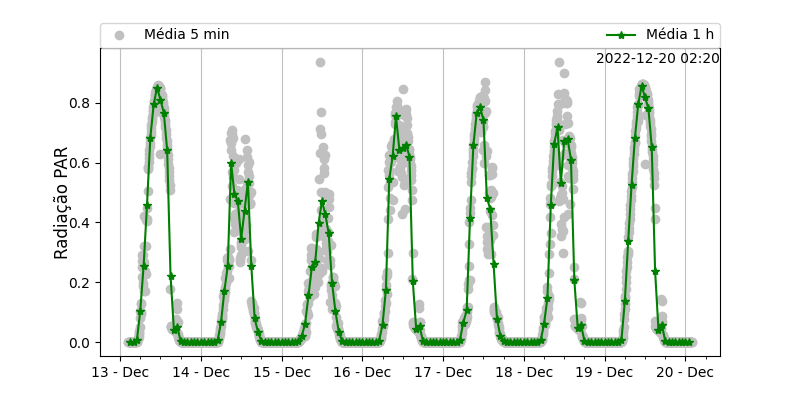 Média 5 min
Média 1 h
2022-12-20 02:20
Radiação PAR
0.8
0.6
0.4
0.2
0.0
13 - Dec
14 - Dec
15 - Dec
16 - Dec
17 - Dec
18 - Dec
19 - Dec
20 - Dec